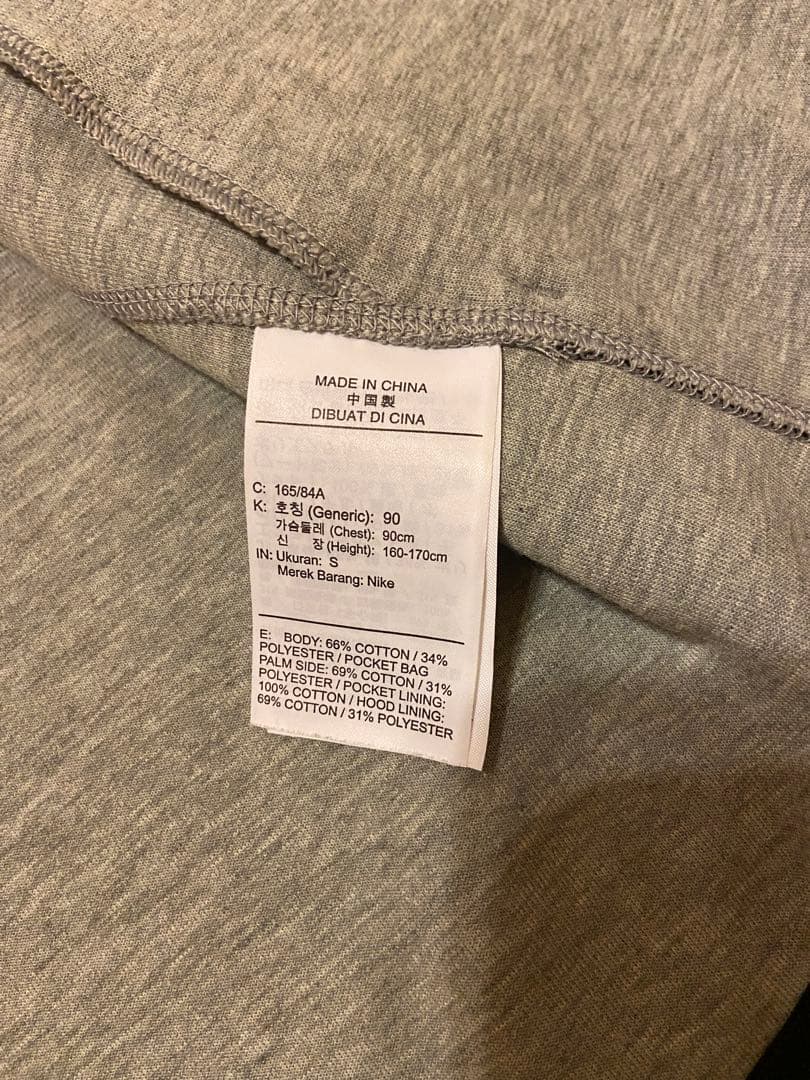 MADE IN CHINA
中国製
DIBUAT DI CINA
C: 165/84A
K: 호칭 (Generic): 90
가슴둘레 (Chest): 90cm
신 장 (Height): 160-170cm
IN: Ukuran: S
Merek Barang: Nike
E: BODY: 66% COTTON / 34%
POLYESTER / POCKET BAG
PALM SIDE: 69% COTTON / 31%
POLYESTER / POCKET LINING:
100% COTTON / HOOD LINING:
69% COTTON / 31% POLYESTER